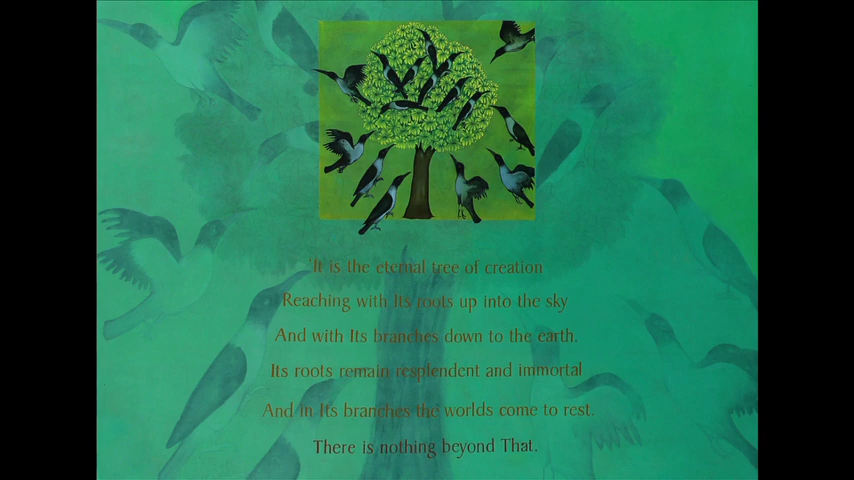 'It is the eternal tree of creation
Reaching with Its roots up into the sky
And with Its branches down to the earth.
Its roots remain resplendent and immortal
And in Its branches the worlds come to rest.
There is nothing beyond That.